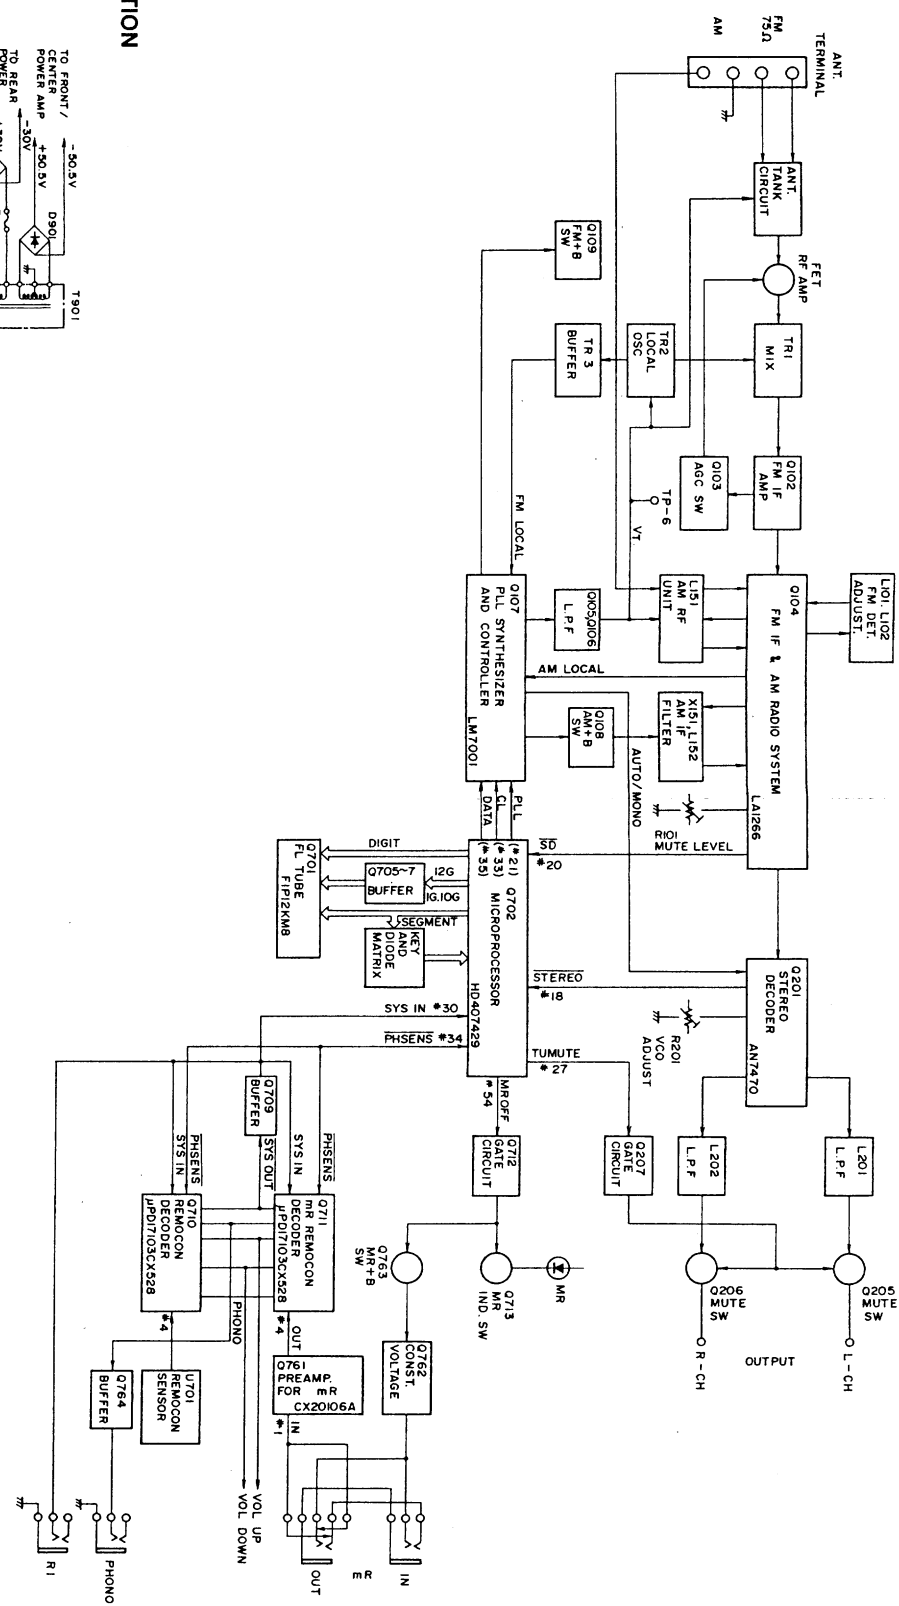 TION
TO FRONT/
CENTER
POWER AMP
TO REAR
POWER
-50.5V
+50.5V
-30V
D901
T901
ANT.
TERMINAL
FM
75Ω
AM
ANT.
TANK
CIRCUIT
FET
RF AMP
TR1
MIX
TR2
LOCAL
OSC
TR3
BUFFER
Q109
FM+B
SW
Q102
FM IF
AMP
Q103
AGC SW
TP-6
VT.
FM LOCAL
L101. L102
FM DET.
ADJUST.
Q104
FM IF & AM RADIO SYSTEM
LA1266
L151
AM RF
UNIT
Q105,Q106
L.P.F
Q107
PLL SYNTHESIZER
AND CONTROLLER
LM7001
AM LOCAL
X151,L152
AM IF
FILTER
Q108
AM+B
SW
AUTO/MONO
R101
MUTE LEVEL
PLL
CL
DATA
(#21)
(#33)
(#35)
SD
#20
Q702
MICROPROCESSOR
HD407429
DIGIT
12G
1G.10G
SEGMENT
Q701
FL TUBE
FIP12KM8
Q705~7
BUFFER
KEY
AND
DIODE
MATRIX
STEREO
#18
Q201
STEREO
DECODER
AN7470
R201
VCO
ADJUST
SYS IN #30
PHSENS #34
TUMUTE
#27
MROFF
#54
Q709
BUFFER
Q712
GATE
CIRCUIT
Q207
GATE
CIRCUIT
L202
L.P.F
L201
L.P.F
PHSENS
SYS IN
SYS OUT
SYS IN
PHSENS
Q710
REMOCON
DECODER
µPD17103CX528
Q711
mR REMOCON
DECODER
µPD17103CX528
Q763
MR+B
SW
Q713
MR
IND. SW
MR
Q206
MUTE
SW
Q205
MUTE
SW
R-CH
L-CH
OUTPUT
#4
PHONO
#4
OUT
Q764
BUFFER
U701
REMOCON
SENSOR
Q761
PREAMP.
FOR mR
CX20106A
Q762
CONST.
VOLTAGE
#1
IN
VOL UP
VOL DOWN
RI
PHONO
OUT
mR
IN